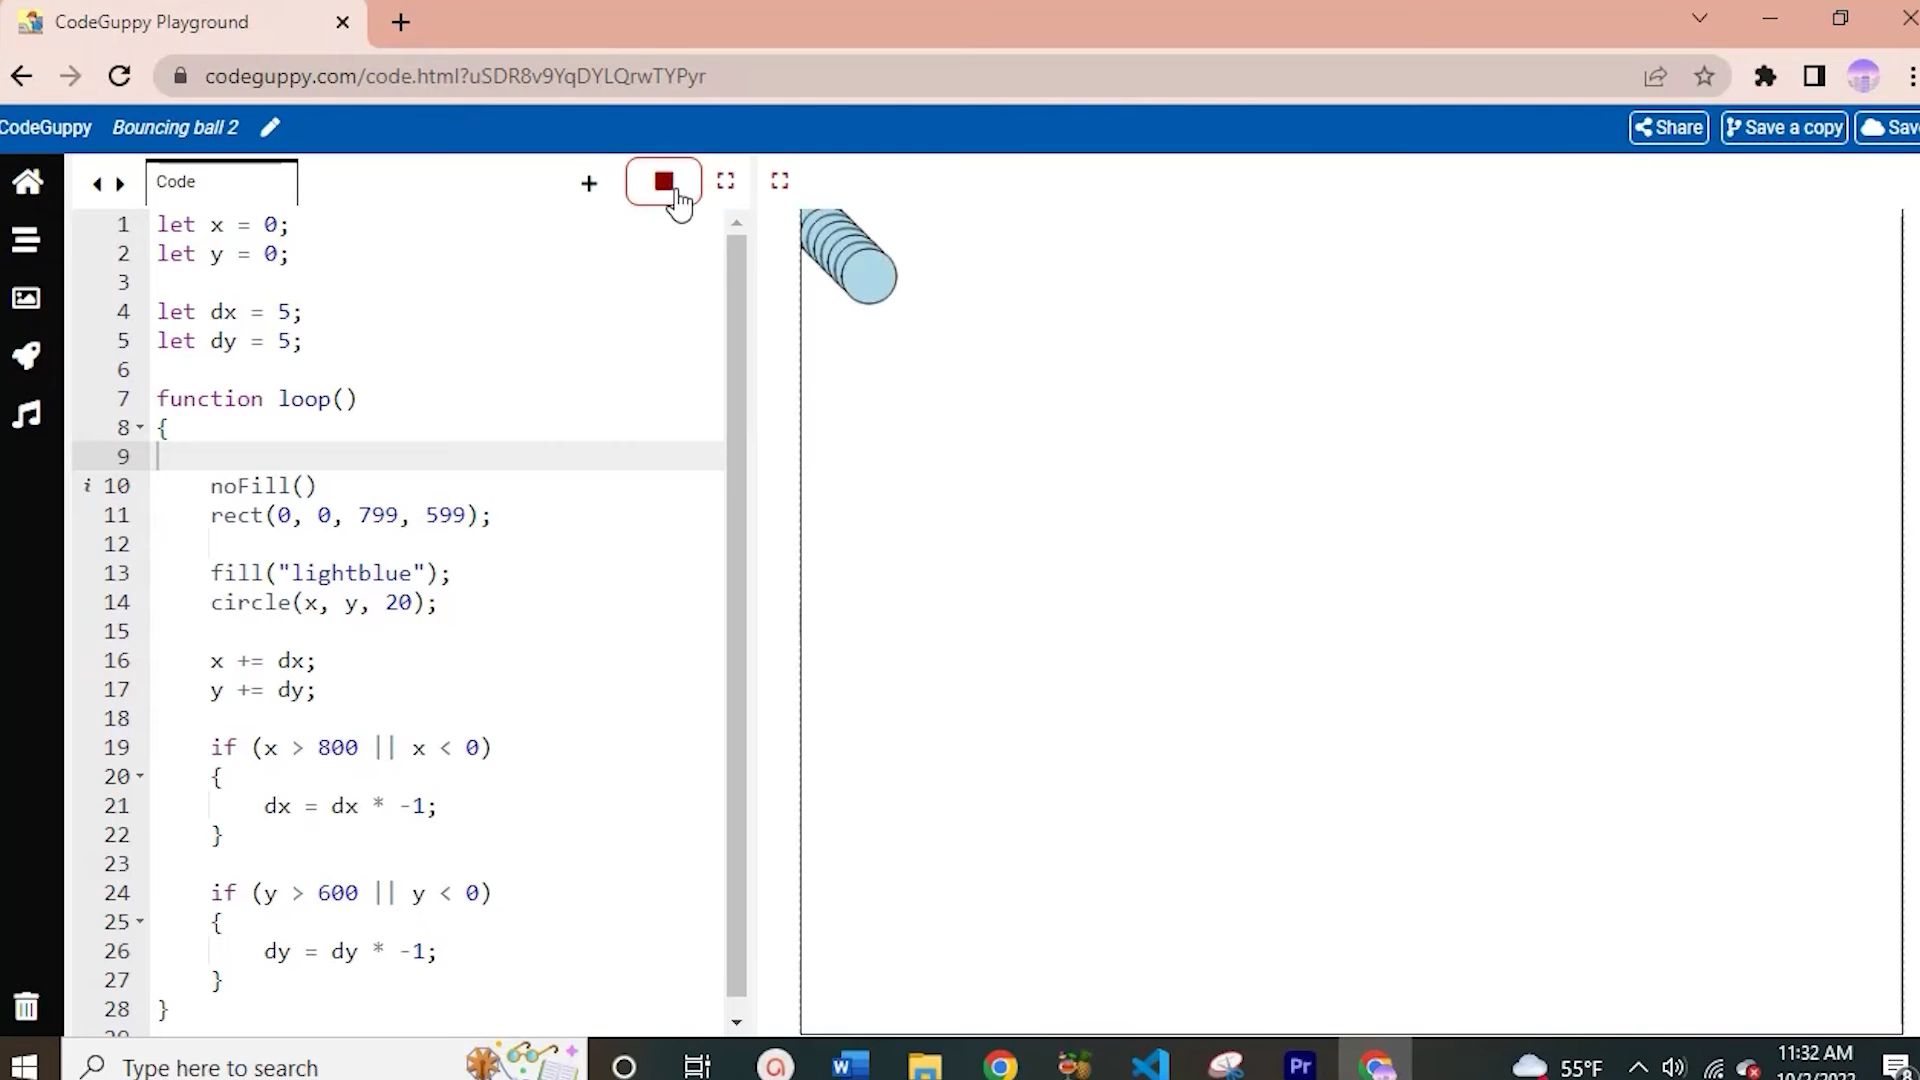 CodeGuppy Playground
codeguppy.com/code.html?uSDR8v9YqDYLQrwTYPyr
CodeGuppy Bouncing ball 2 Share Save a copy Sav
Code
1 let x = 0;
2 let y = 0;
3
4 let dx = 5;
5 let dy = 5;
6
7 function loop()
8 {
9
i 10 noFill()
11 rect(0, 0, 799, 599);
12
13 fill("lightblue");
14 circle(x, y, 20);
15
16 x += dx;
17 y += dy;
18
19 if (x > 800 || x < 0)
20 {
21 dx = dx * -1;
22 }
23
24 if (y > 600 || y < 0)
25 {
26 dy = dy * -1;
27 }
28 }
Type here to search
Pr
55°F
11:32 AM